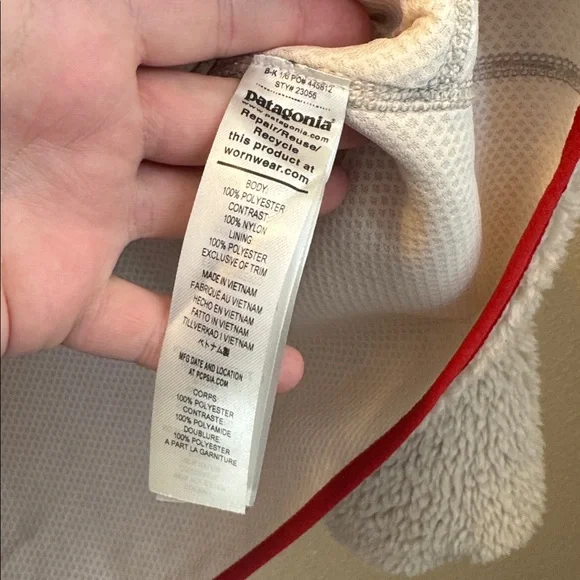 B-K 1/6 PO# 445612
STY# 23056
patagonia®
www.patagonia.com
Repair/Reuse/
Recycle
this product at
wornwear.com
BODY:
100% POLYESTER
CONTRAST:
100% NYLON
LINING:
100% POLYESTER
EXCLUSIVE OF TRIM
MADE IN VIETNAM
FABRIQUÉ AU VIETNAM
HECHO EN VIETNAM
FATTO IN VIETNAM
TILLVERKAD I VIETNAM
ベトナム製
MFG DATE AND LOCATION
AT PCPSIA.COM
CORPS:
100% POLYESTER
CONTRASTE:
100% POLYAMIDE
DOUBLURE:
100% POLYESTER
A PART LA GARNITURE